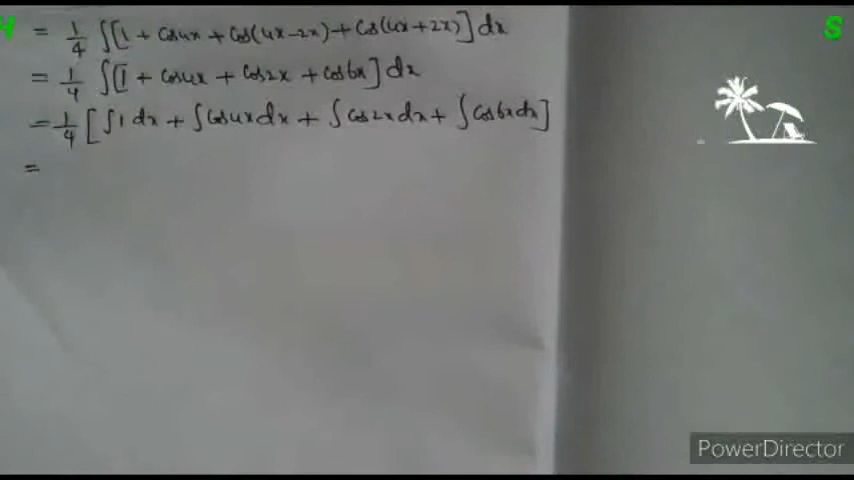 H
S
= 1/4 ∫[1 + cos4x + cos(4x-2x) + cos(4x+2x)] dx
= 1/4 ∫[1 + cos4x + cos2x + cos6x] dx
= 1/4 [∫1 dx + ∫cos4x dx + ∫cos2x dx + ∫cos6x dx]
=
PowerDirector